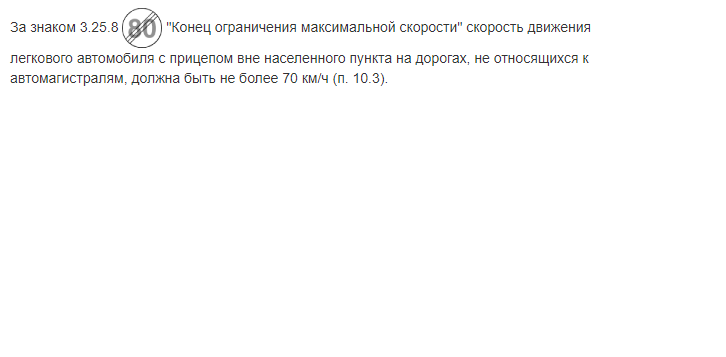 За знаком 3.25.8 80 "Конец ограничения максимальной скорости" скорость движения
легкового автомобиля с прицепом вне населенного пункта на дорогах, не относящихся к
автомагистралям, должна быть не более 70 км/ч (п. 10.3).